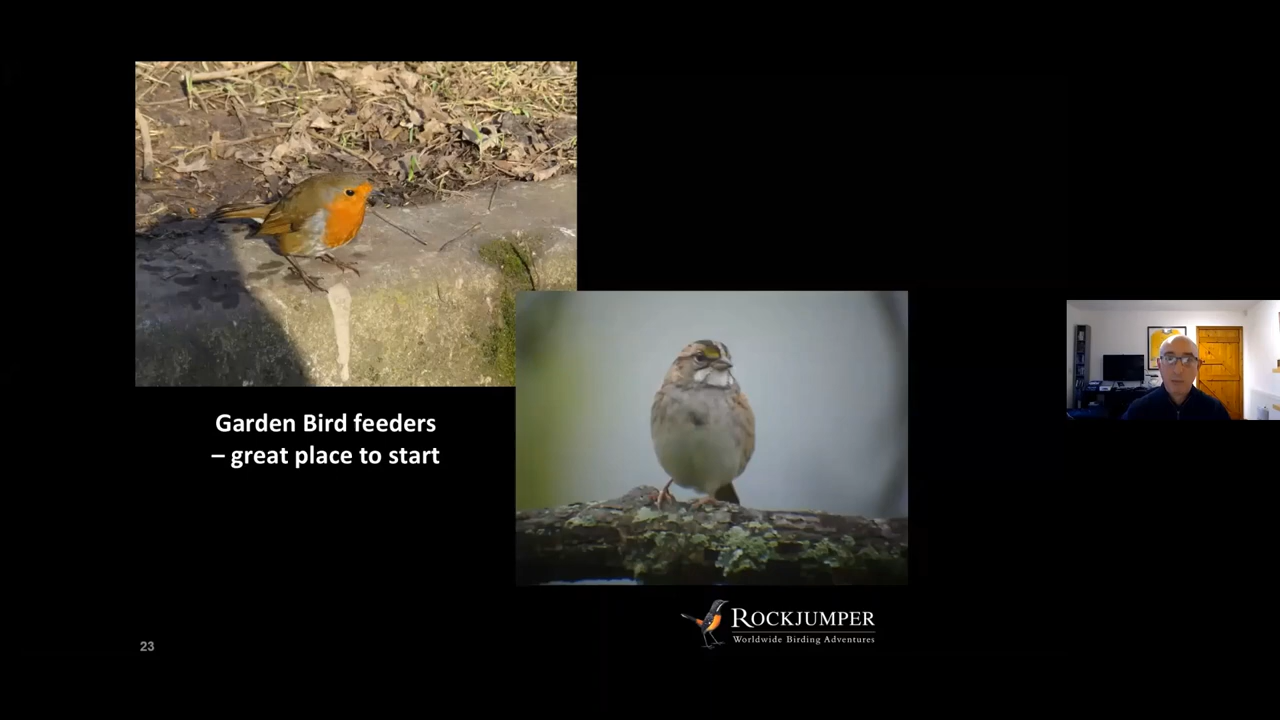 Garden Bird feeders
– great place to start
ROCKJUMPER
Worldwide Birding Adventures
23